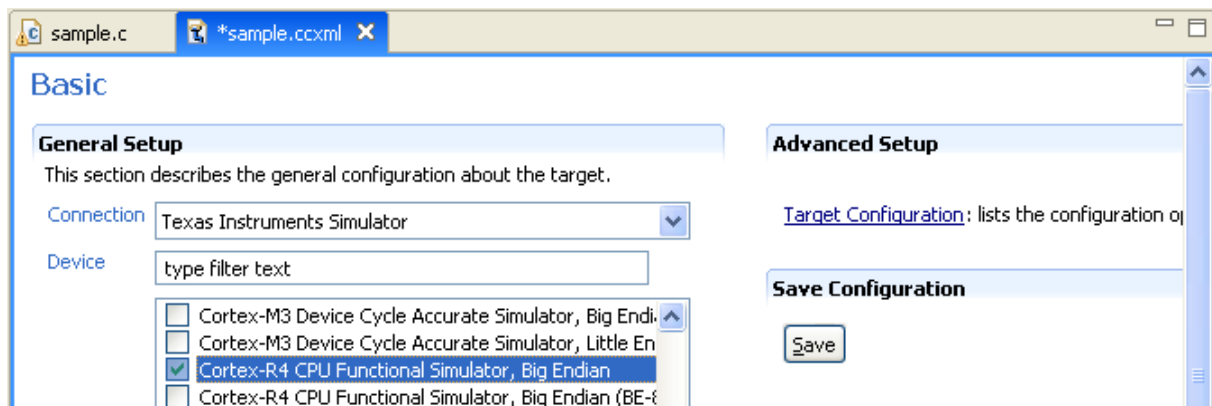 sample.c
*sample.ccxml
Basic
General Setup
This section describes the general configuration about the target.
Connection
Texas Instruments Simulator
Device
type filter text
Cortex-M3 Device Cycle Accurate Simulator, Big
Cortex-M3 Device Cycle Accurate Simulator, Little
Cortex-R4 CPU Functional Simulator, Big Endian
Cortex-R4 CPU Functional Simulator, Big Endian
Advanced Setup
Target Configuration: lists the configuration
Save Configuration
Save